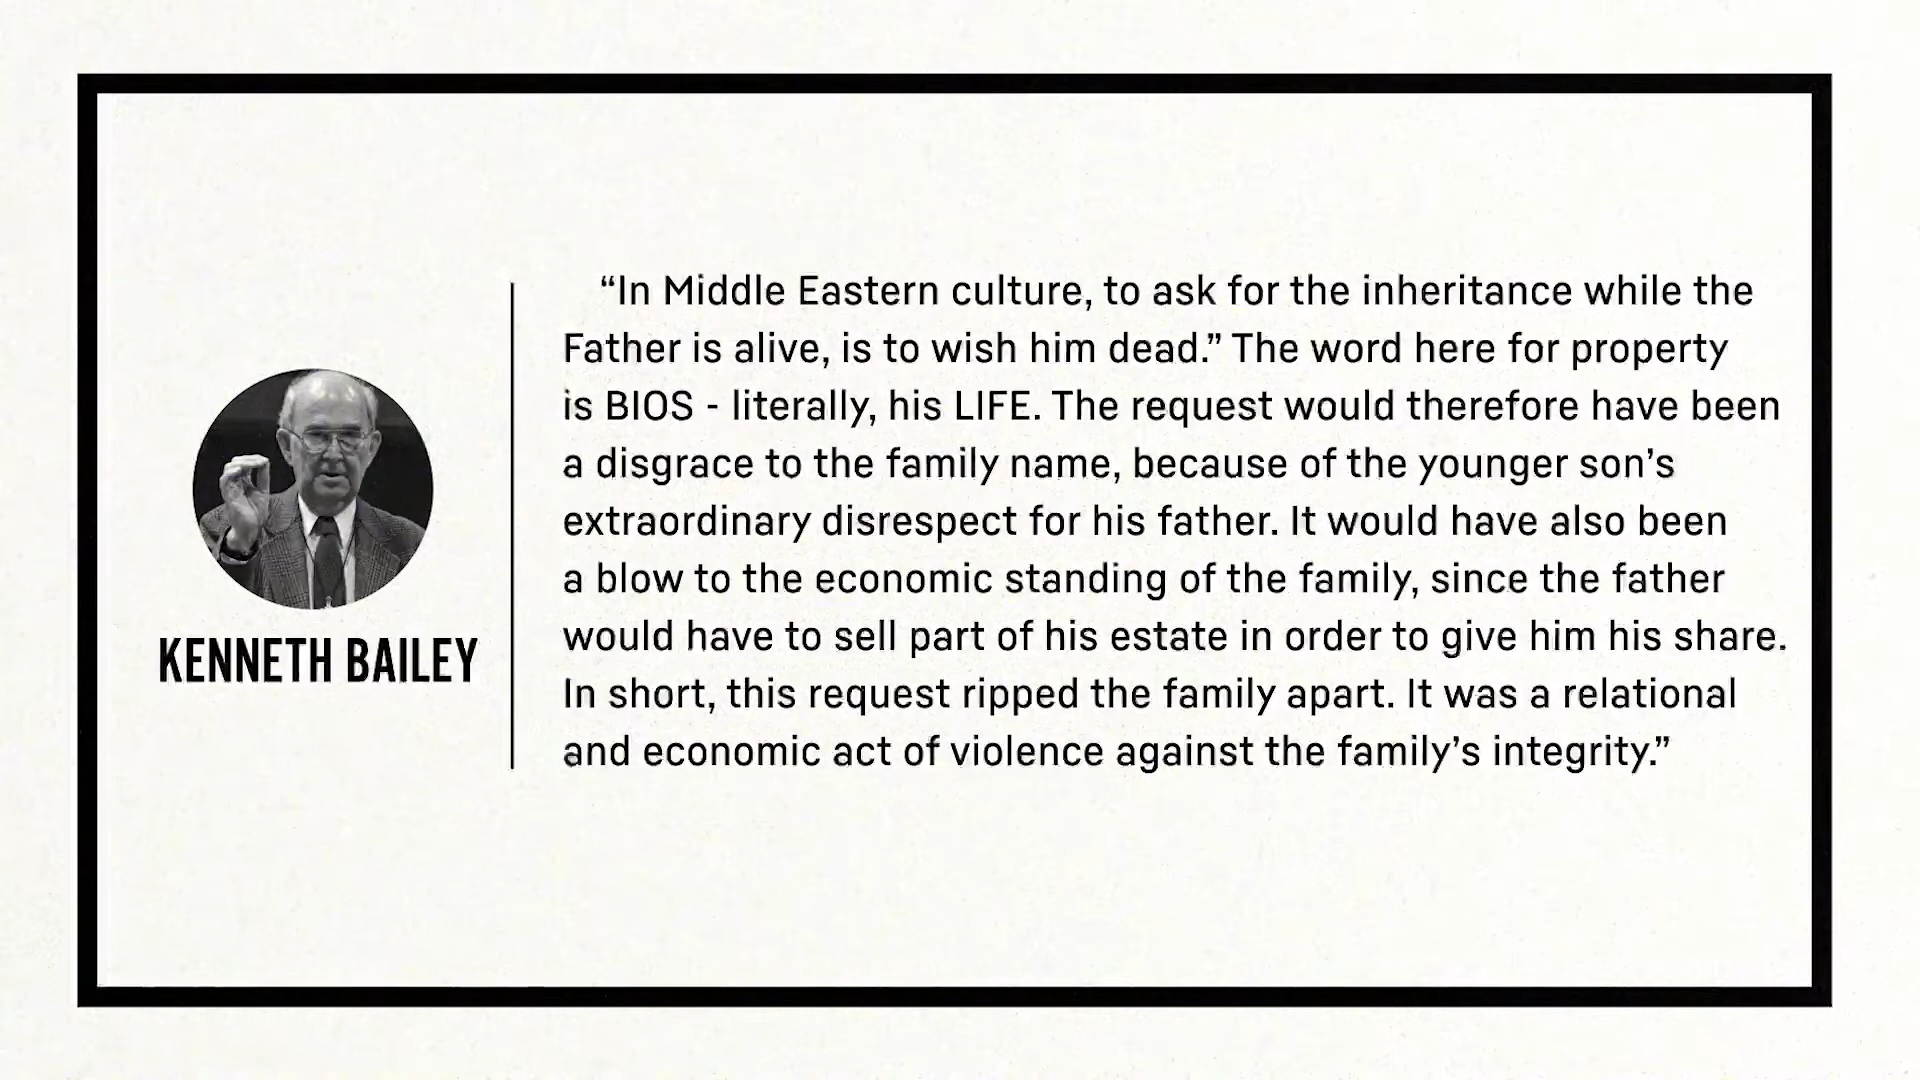 KENNETH BAILEY
“In Middle Eastern culture, to ask for the inheritance while the
Father is alive, is to wish him dead.” The word here for property
is BIOS - literally, his LIFE. The request would therefore have been
a disgrace to the family name, because of the younger son’s
extraordinary disrespect for his father. It would have also been
a blow to the economic standing of the family, since the father
would have to sell part of his estate in order to give him his share.
In short, this request ripped the family apart. It was a relational
and economic act of violence against the family’s integrity.”